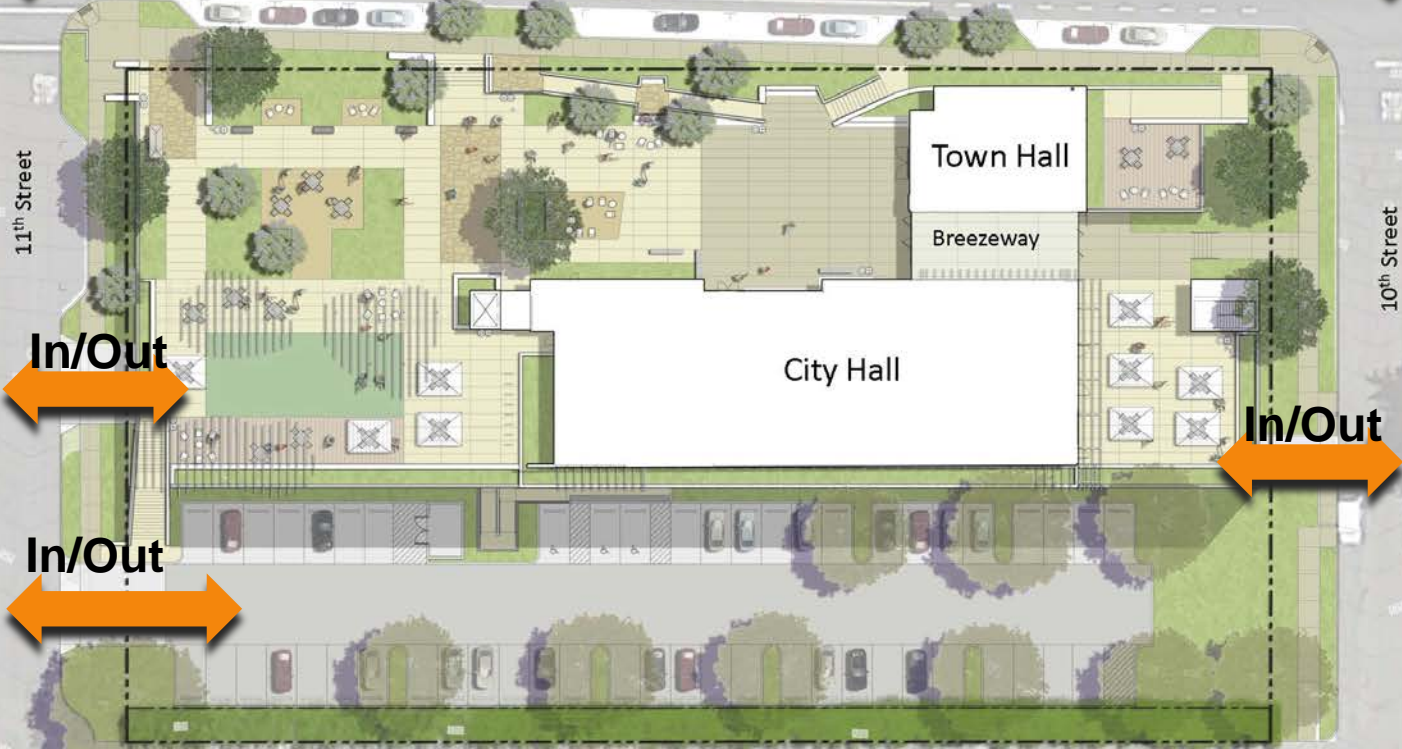 Town Hall
11th Street
Breezeway
10th Street
In/Out
City Hall
In/Out
In/Out